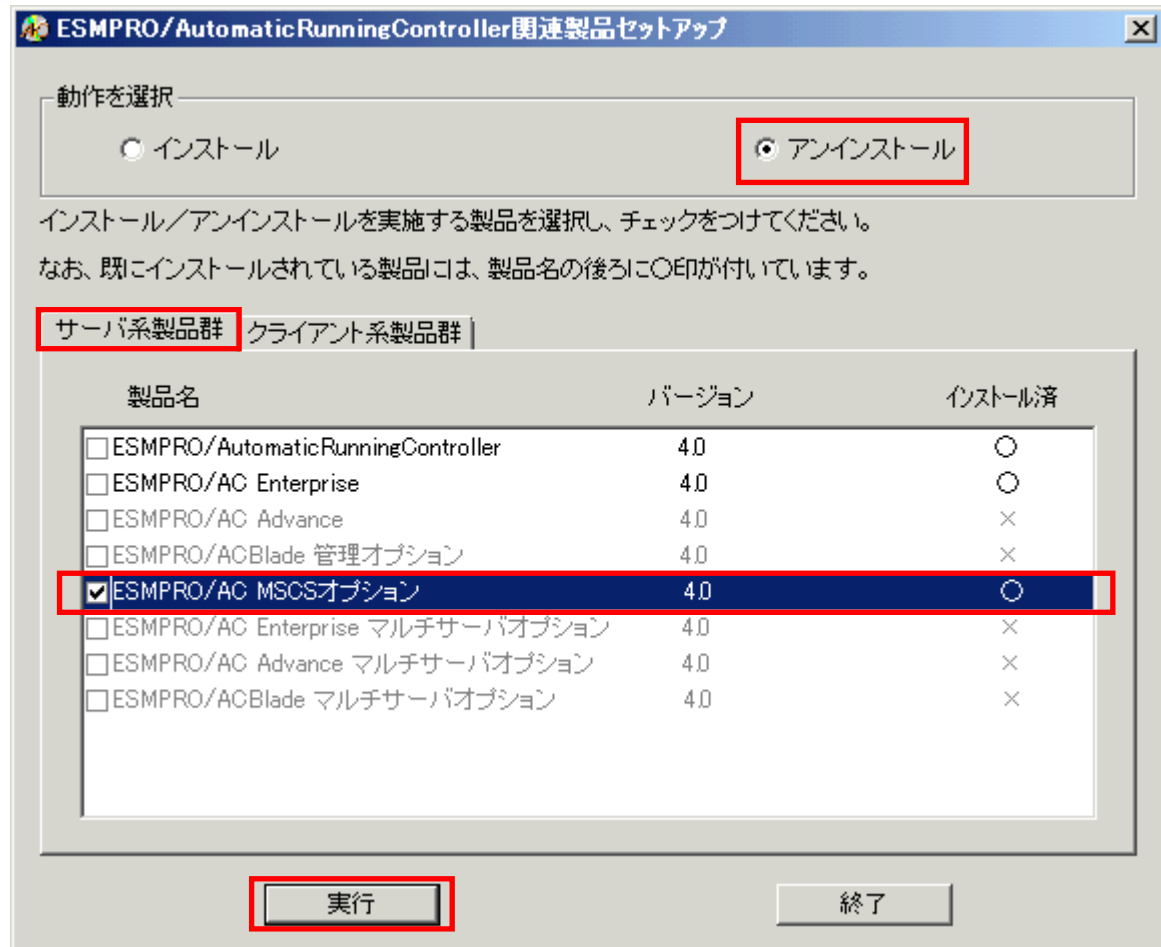 ESMPRO/AutomaticRunningController関連製品セットアップ
動作を選択
インストール アンインストール
インストール／アンインストールを実施する製品を選択し、チェックをつけてください。
なお、既にインストールされている製品には、製品名の後ろに〇印が付いています。
サーバ系製品群 クライアント系製品群
製品名 バージョン インストール済
ESMPRO/AutomaticRunningController 4.0 ○
ESMPRO/AC Enterprise 4.0 ○
ESMPRO/AC Advance 4.0 ×
ESMPRO/ACBlade 管理オプション 4.0 ×
ESMPRO/AC MSCSオプション 4.0 ○
ESMPRO/AC Enterprise マルチサーバオプション 4.0 ×
ESMPRO/AC Advance マルチサーバオプション 4.0 ×
ESMPRO/ACBlade マルチサーバオプション 4.0 ×
実行 終了